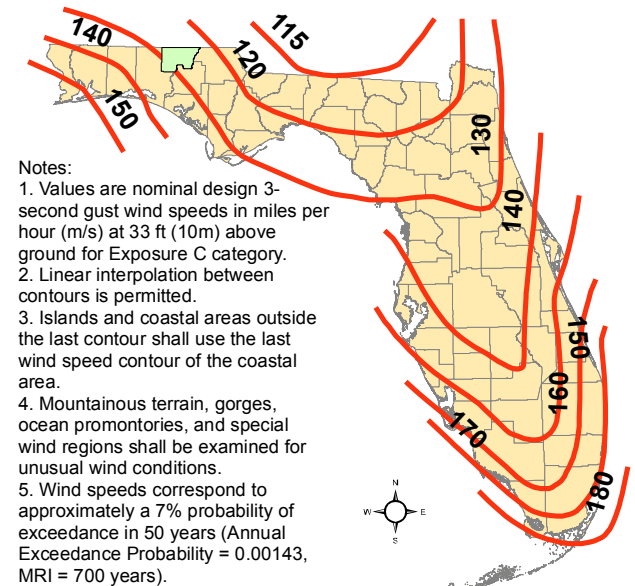 115
140
120
150
130
Notes:
1. Values are nominal design 3-
second gust wind speeds in miles per
hour (m/s) at 33 ft (10m) above
ground for Exposure C category.
2. Linear interpolation between
contours is permitted.
3. Islands and coastal areas outside
the last contour shall use the last
wind speed contour of the coastal
area.
4. Mountainous terrain, gorges,
ocean promontories, and special
wind regions shall be examined for
unusual wind conditions.
5. Wind speeds correspond to
approximately a 7% probability of
exceedance in 50 years (Annual
Exceedance Probability = 0.00143,
MRI = 700 years).
140
150
160
170
180
N
W E
S